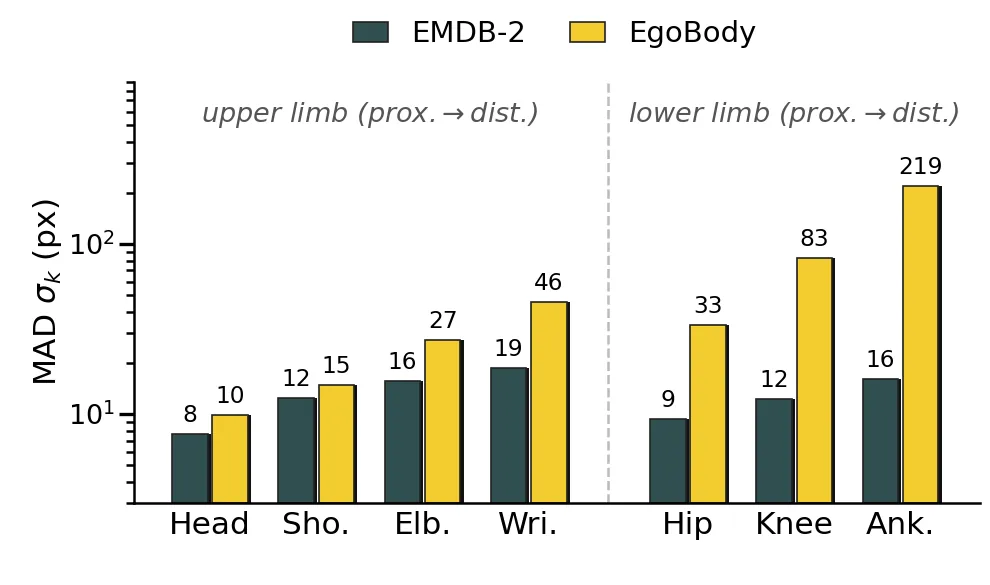 EMDB-2 EgoBody
upper limb (prox.→dist.) lower limb (prox.→dist.)
MAD σₖ (px)
10²
10¹
8 10 12 15 16 27 19 46 9 33 12 83 16 219
Head Sho. Elb. Wri. Hip Knee Ank.